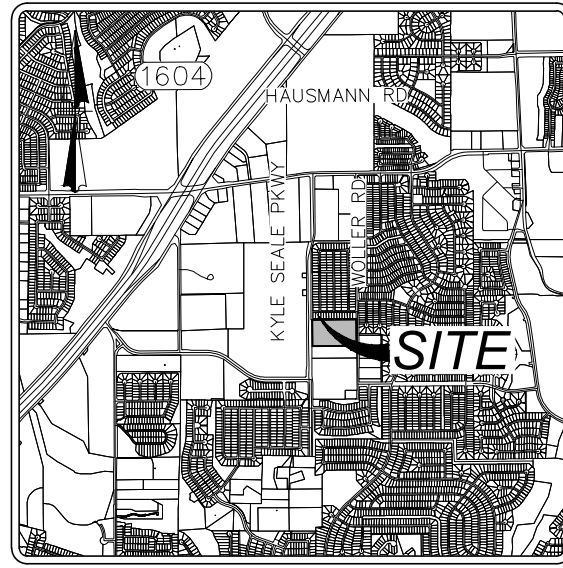 1604
HAUSMANN RD
KYLE SEALE PKWY
WOLLER RD
SITE